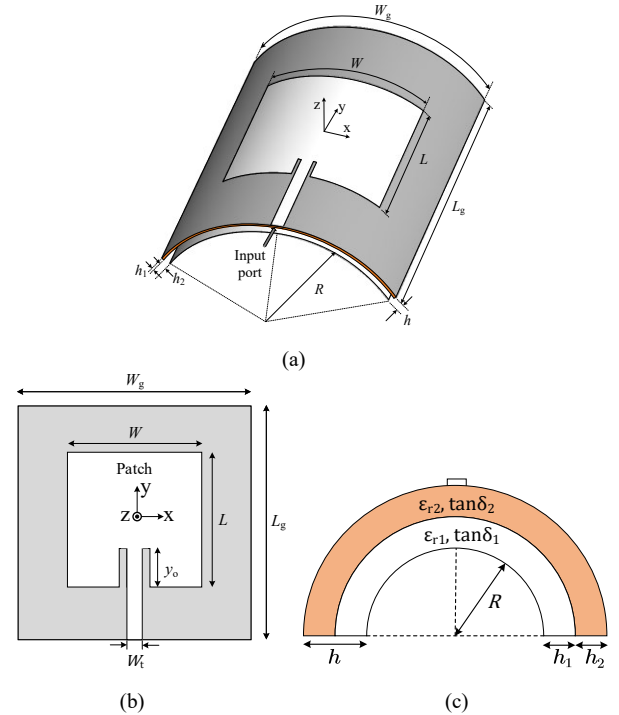 W_g
W
z
y
x
L
L_g
Input
port
R
h_1
h_2
h
(a)
W_g
W
Patch
y
z
x
L
L_g
y_o
W_t
(b)
ε_r2, tanδ_2
ε_r1, tanδ_1
R
h
h_1
h_2
(c)